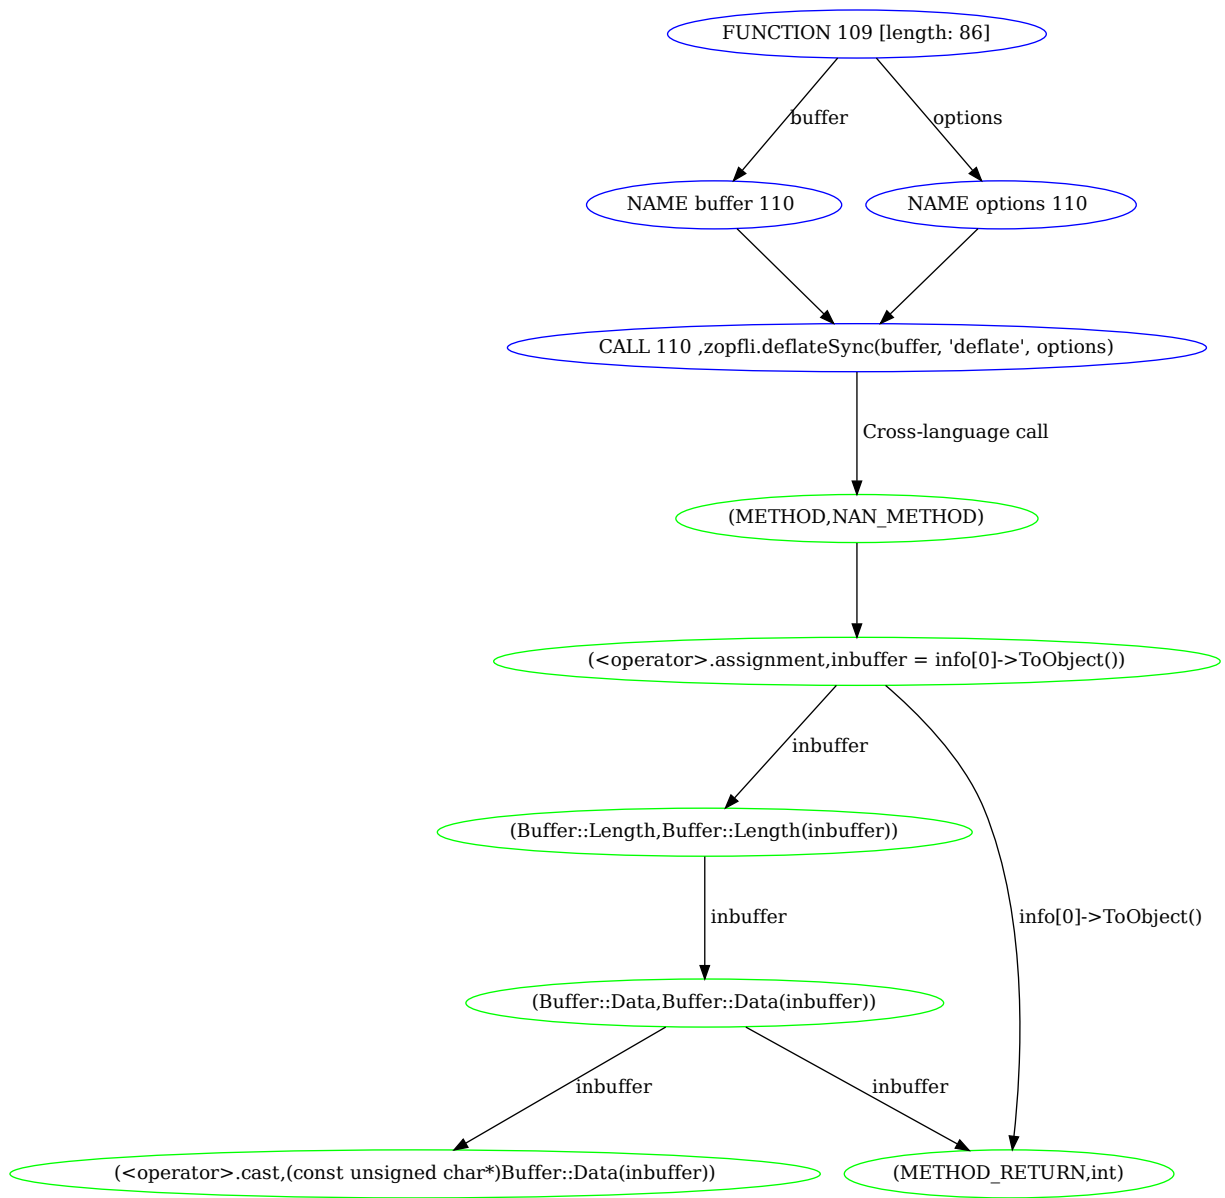 FUNCTION 109 [length: 86]
buffer
options
NAME buffer 110
NAME options 110
CALL 110 ,zopfli.deflateSync(buffer, 'deflate', options)
Cross-language call
(METHOD,NAN_METHOD)
(<operator>.assignment,inbuffer = info[0]->ToObject())
inbuffer
(Buffer::Length,Buffer::Length(inbuffer))
inbuffer
info[0]->ToObject()
(Buffer::Data,Buffer::Data(inbuffer))
inbuffer
inbuffer
(<operator>.cast,(const unsigned char*)Buffer::Data(inbuffer))
(METHOD_RETURN,int)